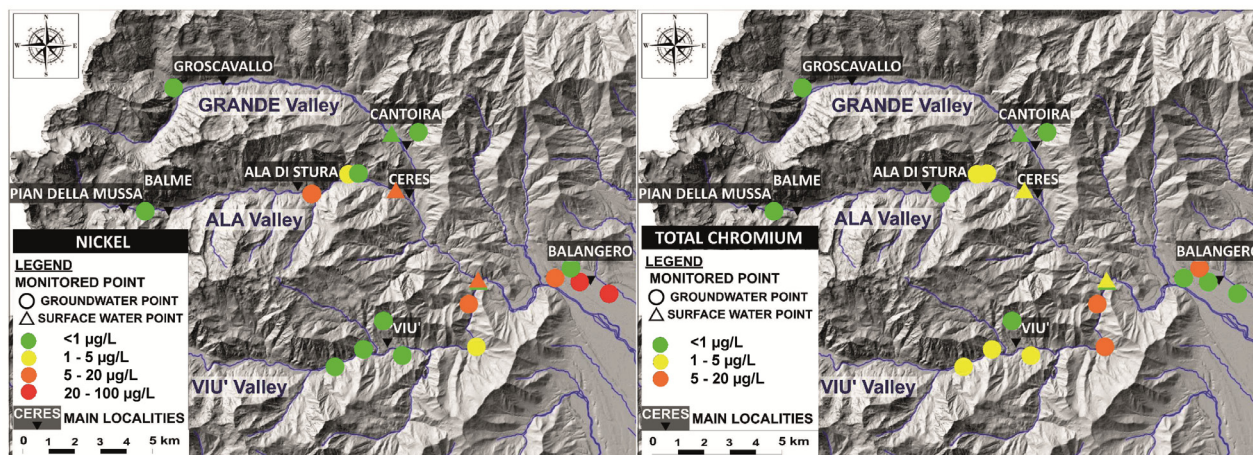 N
W E
S
GROSCAVALLO
GRANDE Valley
CANTOIRA
ALA DI STURA
CERES
BALME
PIAN DELLA MUSSA
ALA Valley
NICKEL
LEGEND
MONITORED POINT
GROUNDWATER POINT
SURFACE WATER POINT
<1 µg/L
1 - 5 µg/L
5 - 20 µg/L
20 - 100 µg/L
CERES MAIN LOCALITIES
0 1 2 3 4 5 km
BALANGERO
VIU'
VIU' Valley
N
W E
S
GROSCAVALLO
GRANDE Valley
CANTOIRA
ALA DI STURA
CERES
BALME
PIAN DELLA MUSSA
ALA Valley
TOTAL CHROMIUM
LEGEND
MONITORED POINT
GROUNDWATER POINT
SURFACE WATER POINT
<1 µg/L
1 - 5 µg/L
5 - 20 µg/L
CERES MAIN LOCALITIES
0 1 2 3 4 5 km
BALANGERO
VIU'
VIU' Valley